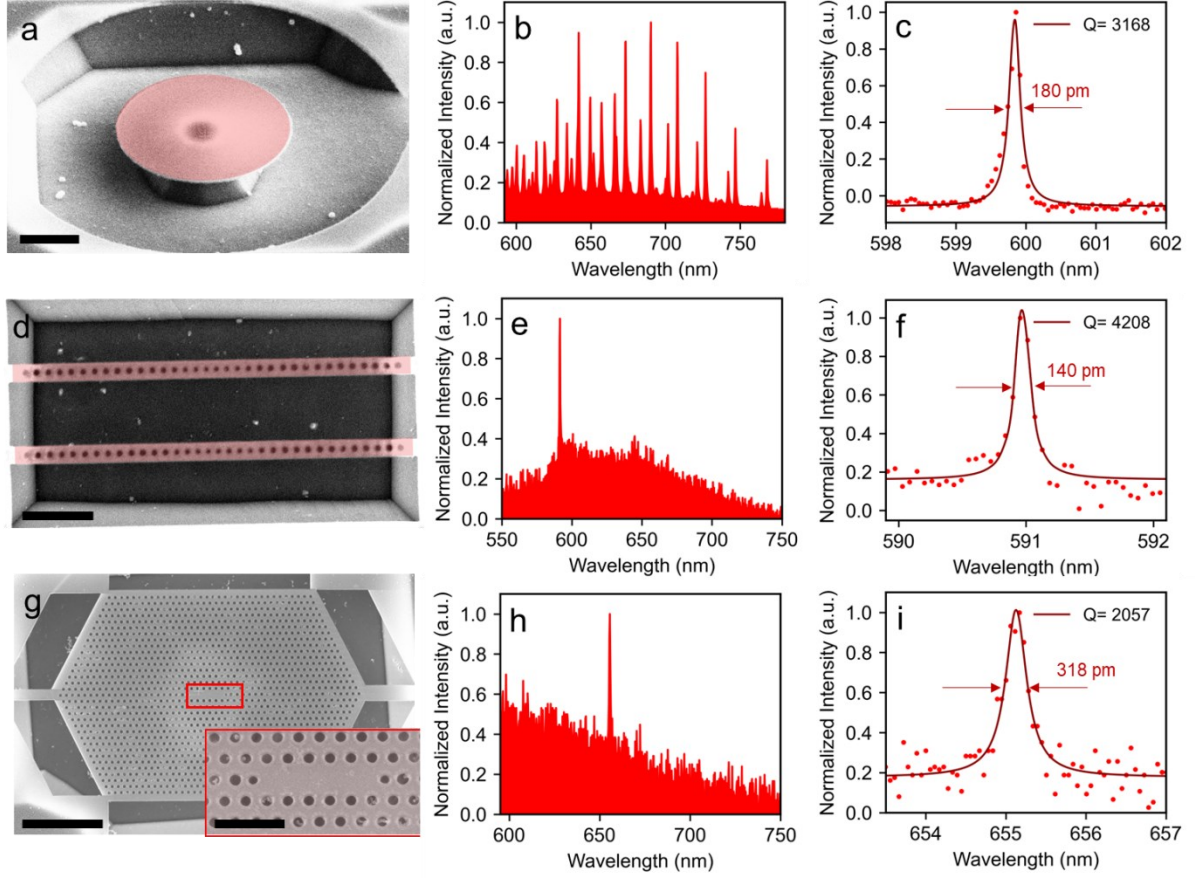 a
b
Normalized Intensity (a.u.)
1.0
0.8
0.6
0.4
0.2
0.0
600
650
700
750
Wavelength (nm)
c
Normalized Intensity (a.u.)
1.0
0.8
0.6
0.4
0.2
0.0
Q= 3168
180 pm
598
599
600
601
602
Wavelength (nm)
d
e
Normalized Intensity (a.u.)
1.0
0.8
0.6
0.4
0.2
0.0
550
600
650
700
750
Wavelength (nm)
f
Normalized Intensity (a.u.)
1.0
0.8
0.6
0.4
0.2
0.0
Q= 4208
140 pm
590
591
592
Wavelength (nm)
g
h
Normalized Intensity (a.u.)
1.0
0.8
0.6
0.4
0.2
0.0
600
650
700
750
Wavelength (nm)
i
Normalized Intensity (a.u.)
1.0
0.8
0.6
0.4
0.2
0.0
Q= 2057
318 pm
654
655
656
657
Wavelength (nm)